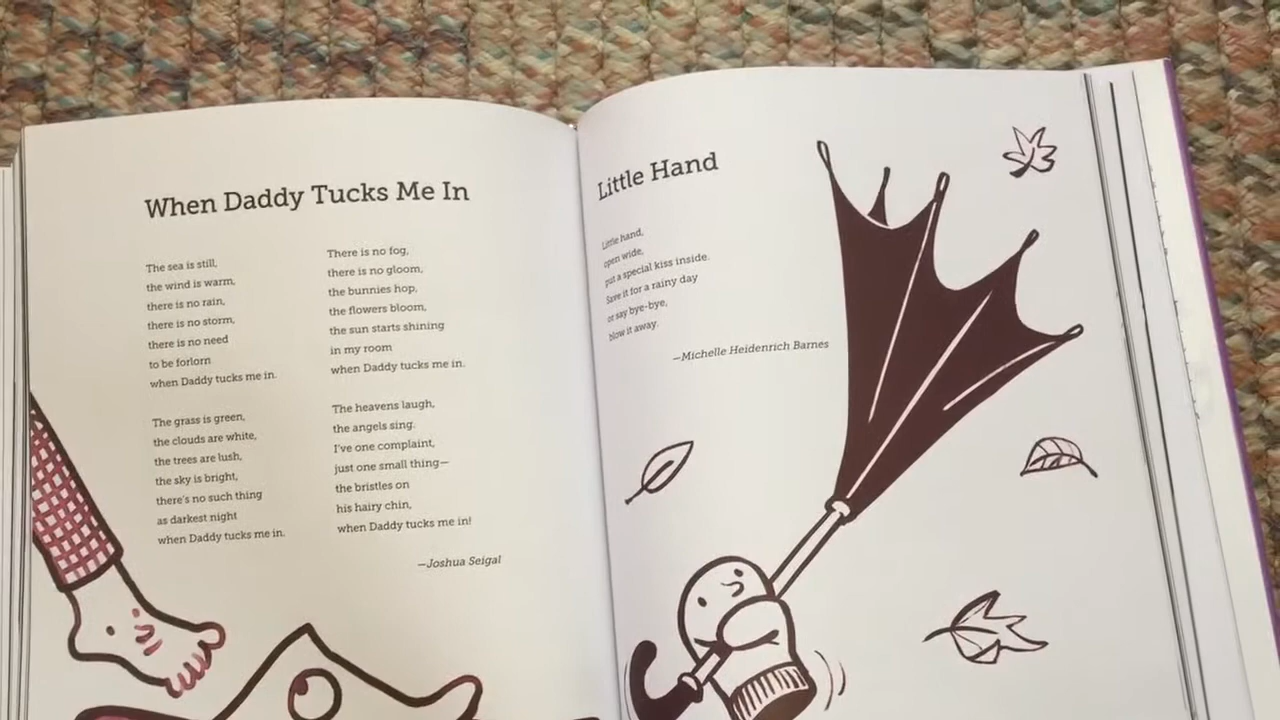 When Daddy Tucks Me In
The sea is still,
the wind is warm,
there is no rain,
there is no storm,
there is no need
to be forlorn
when Daddy tucks me in.
The grass is green,
the clouds are white,
the trees are lush,
the sky is bright,
there's no such thing
as darkest night
when Daddy tucks me in.
There is no fog,
there is no gloom,
the bunnies hop,
the flowers bloom,
the sun starts shining
in my room
when Daddy tucks me in.
The heavens laugh,
the angels sing.
I've one complaint,
just one small thing—
the bristles on
his hairy chin,
when Daddy tucks me in!
—Joshua Seigal
Little Hand
Little hand,
open wide,
put a special kiss inside.
Save it for a rainy day
or say bye-bye,
blow it away.
—Michelle Heidenrich Barnes